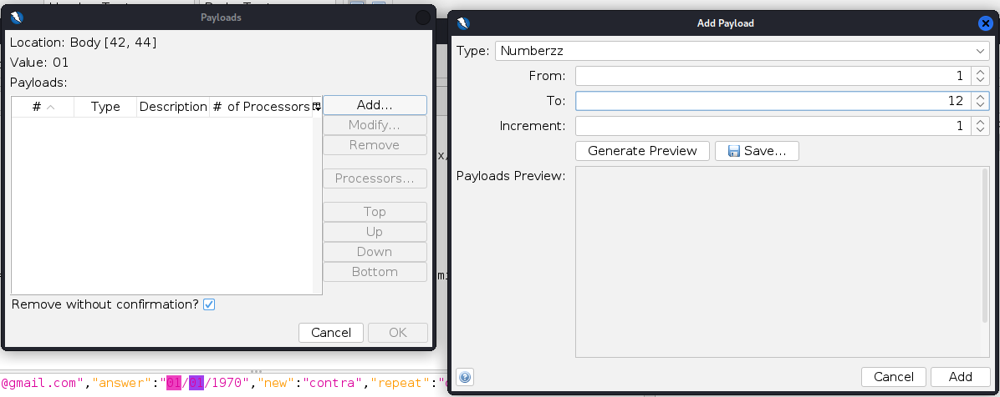 Payloads
Location: Body [42, 44]
Value: 01
Payloads:
# Type Description # of Processors
Add...
Modify...
Remove
Processors...
Top
Up
Down
Bottom
Remove without confirmation?
Cancel OK
Add Payload
Type: Numberzz
From: 1
To: 12
Increment: 1
Generate Preview Save...
Payloads Preview:
Cancel Add
@gmail.com","answer":"01/01/1970","new":"contra","repeat":"